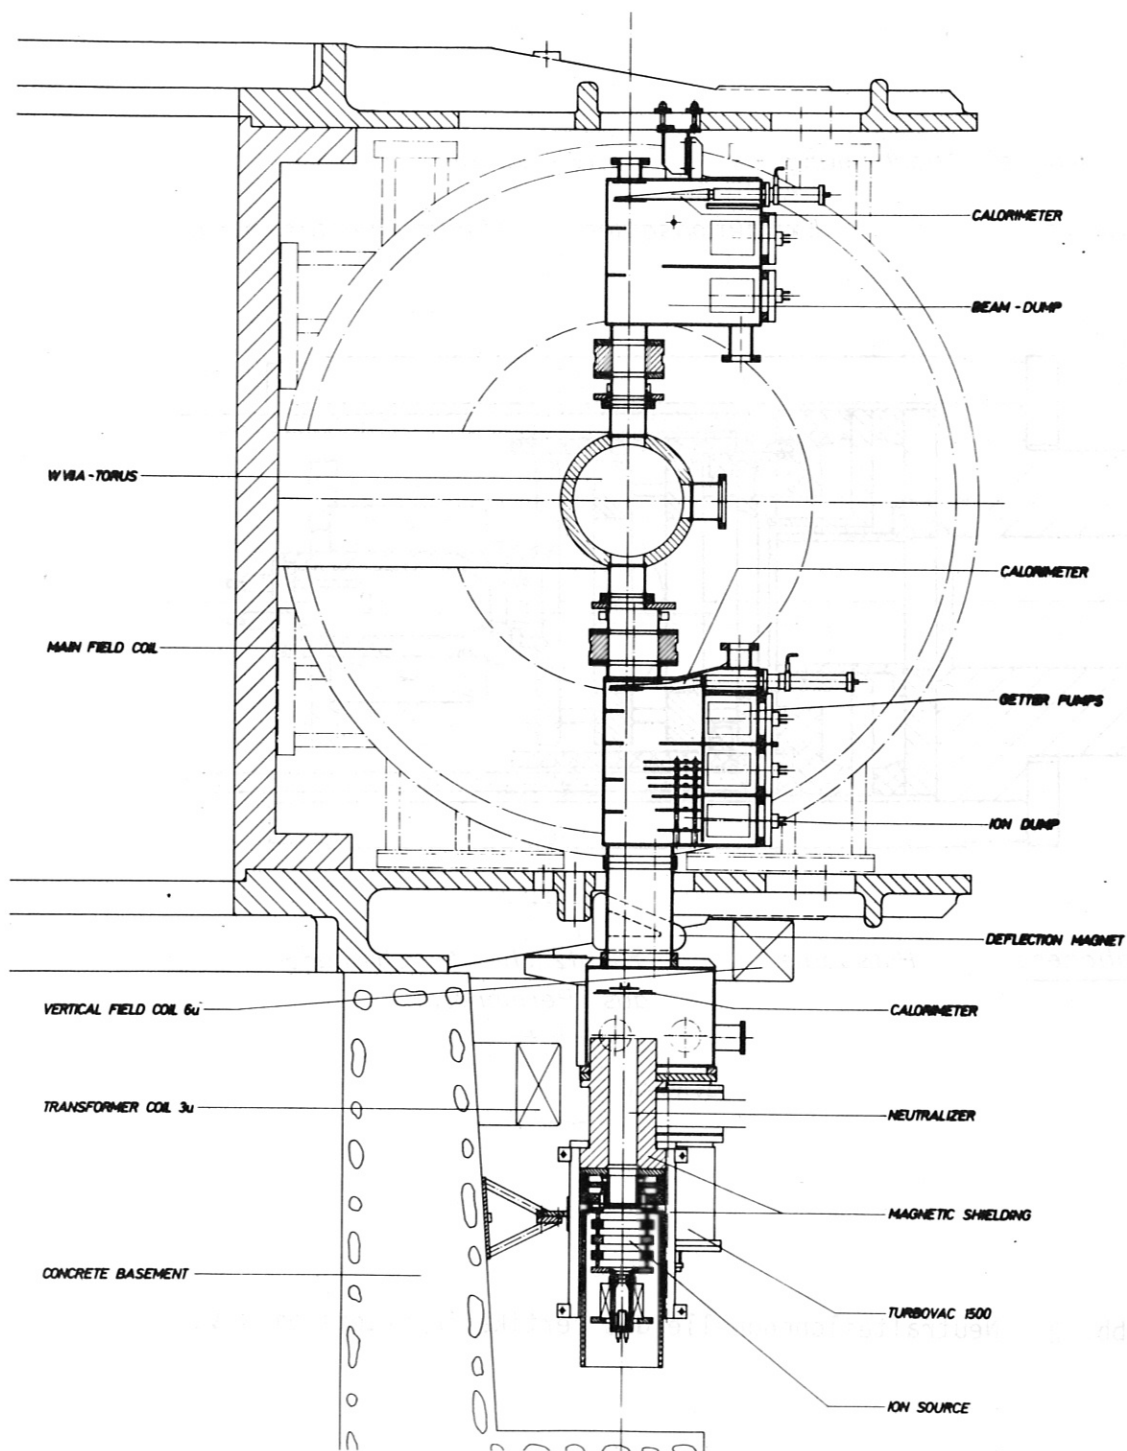 CALORIMETER
BEAM-DUMP
W VIIA-TORUS
CALORIMETER
MAIN FIELD COIL
GETTER PUMPS
ION DUMP
DEFLECTION MAGNET
VERTICAL FIELD COIL 6u
CALORIMETER
TRANSFORMER COIL 3u
NEUTRALIZER
MAGNETIC SHIELDING
CONCRETE BASEMENT
TURBOVAC 1500
ION SOURCE